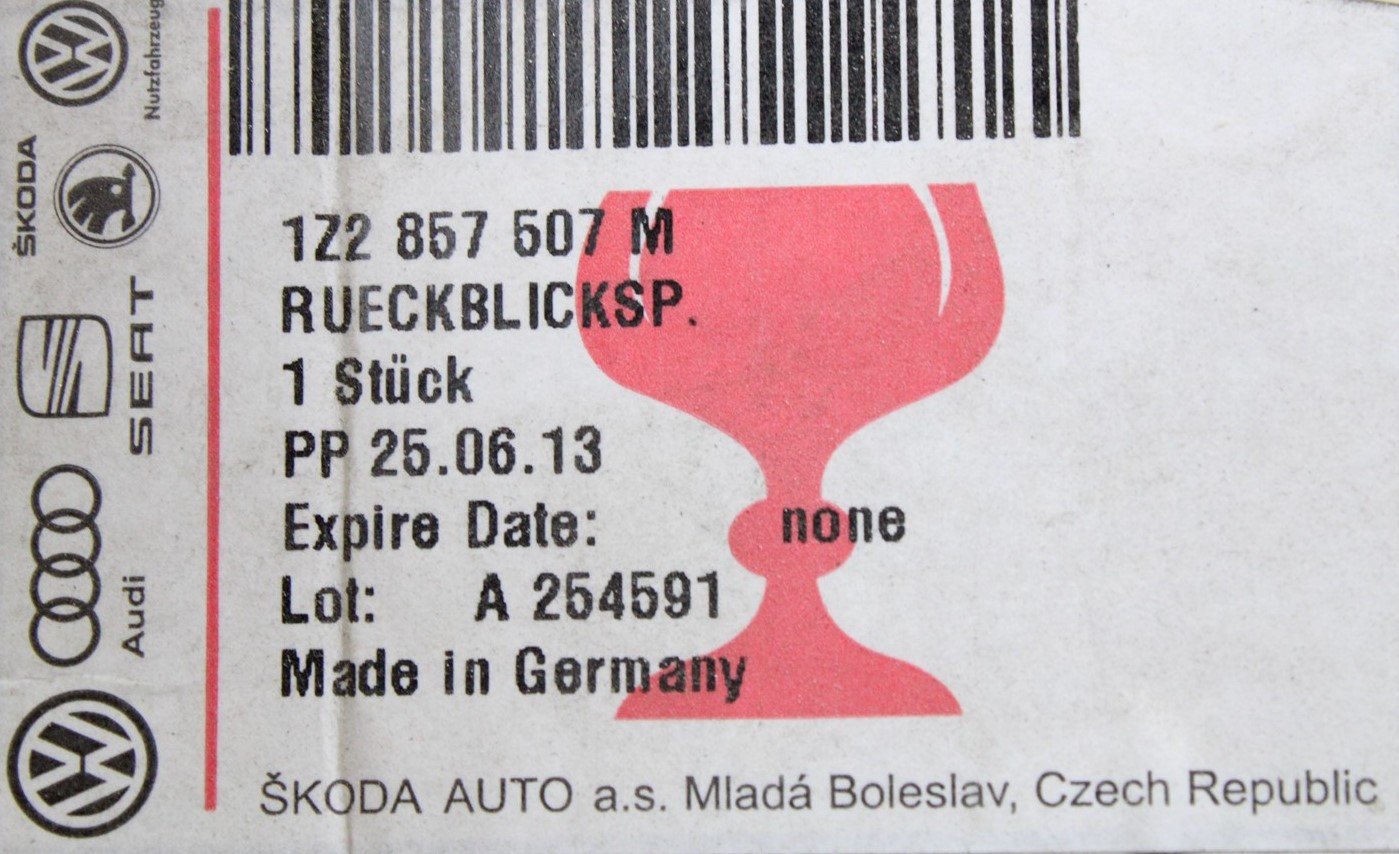 1Z2 857 507 M
RUECKBLICKSP.
1 Stück
PP 25.06.13
Expire Date: none
Lot: A 254591
Made in Germany
ŠKODA AUTO a.s. Mladá Boleslav, Czech Republic
Nutzfahrzeug
ŠKODA
SEAT
Audi